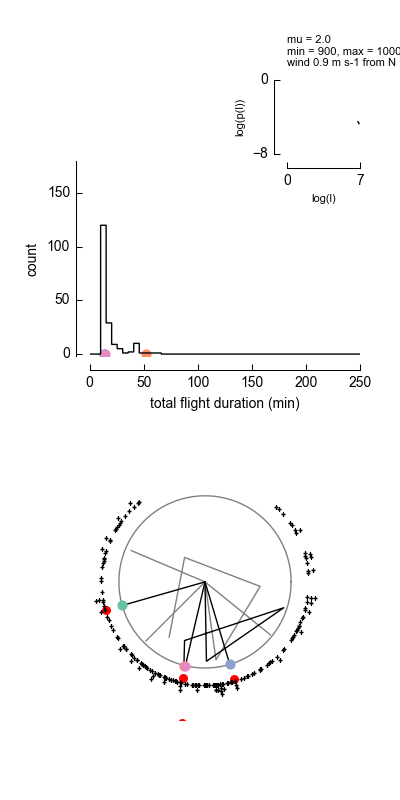 mu = 2.0
min = 900, max = 1000
wind 0.9 m s-1 from N
0
log(p(l))
−8
0
7
log(l)
150
100
50
0
count
0
50
100
150
200
250
total flight duration (min)